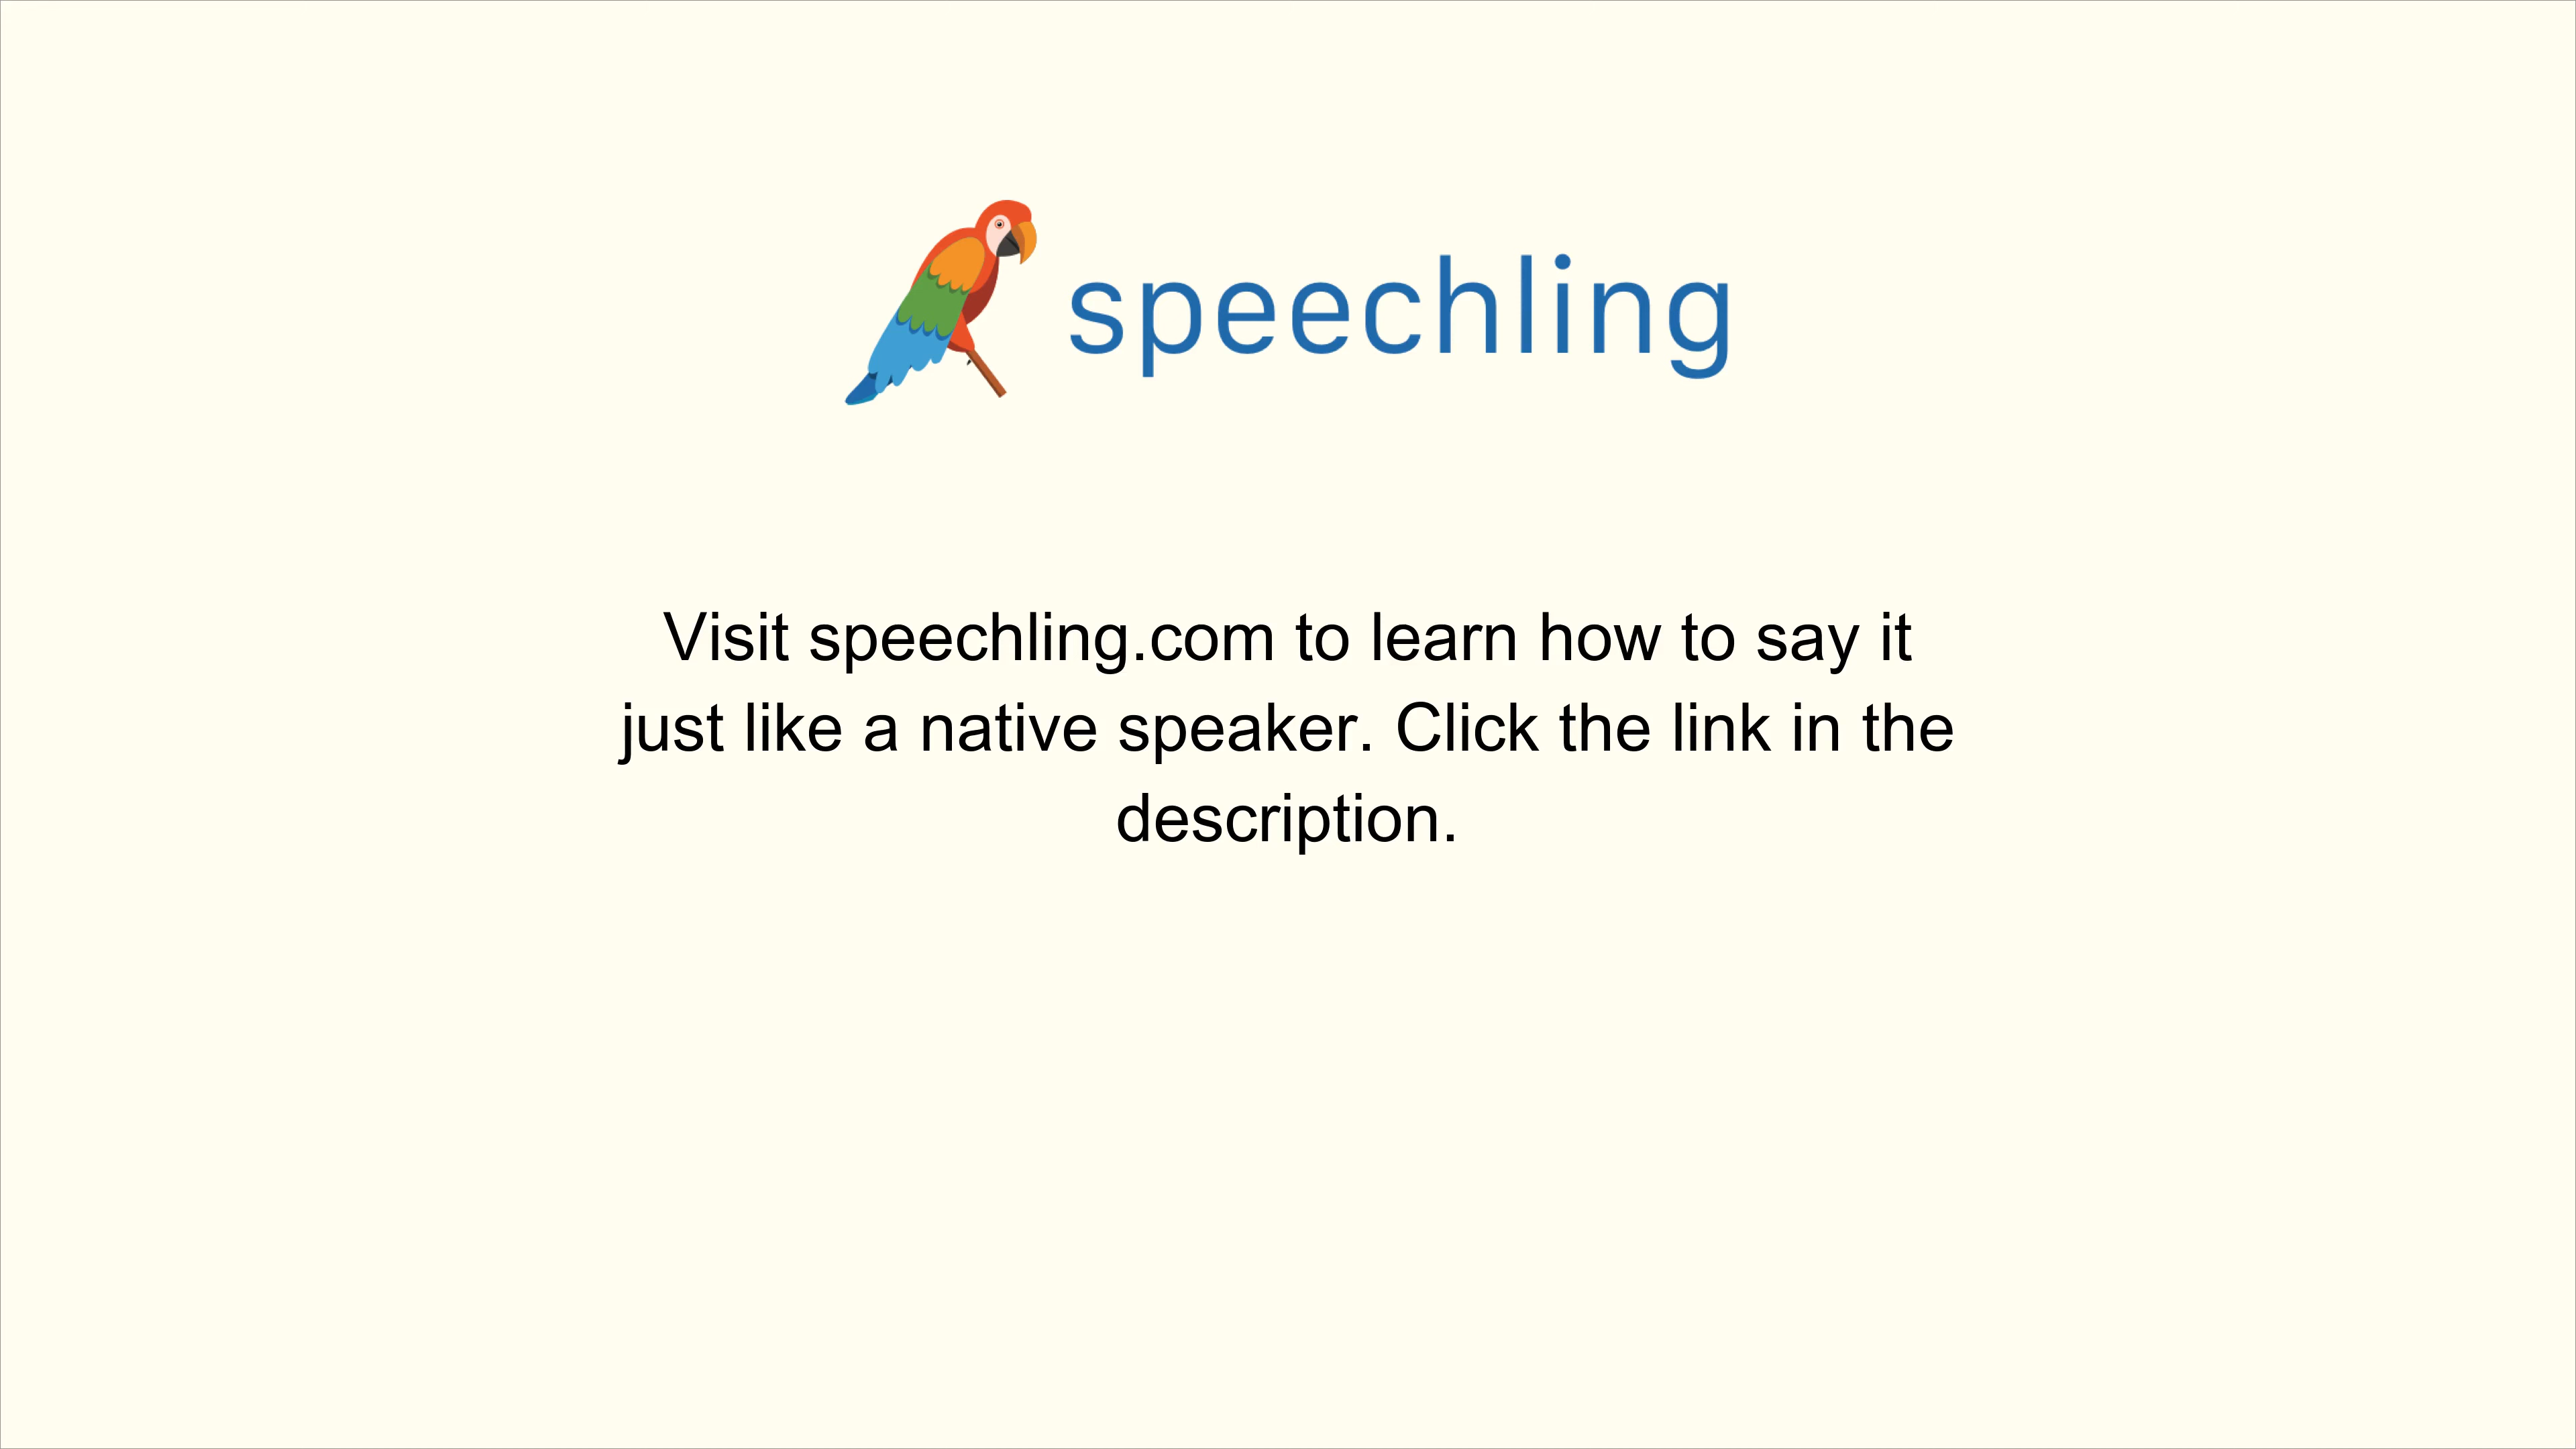 speechling
Visit speechling.com to learn how to say it
just like a native speaker. Click the link in the
description.